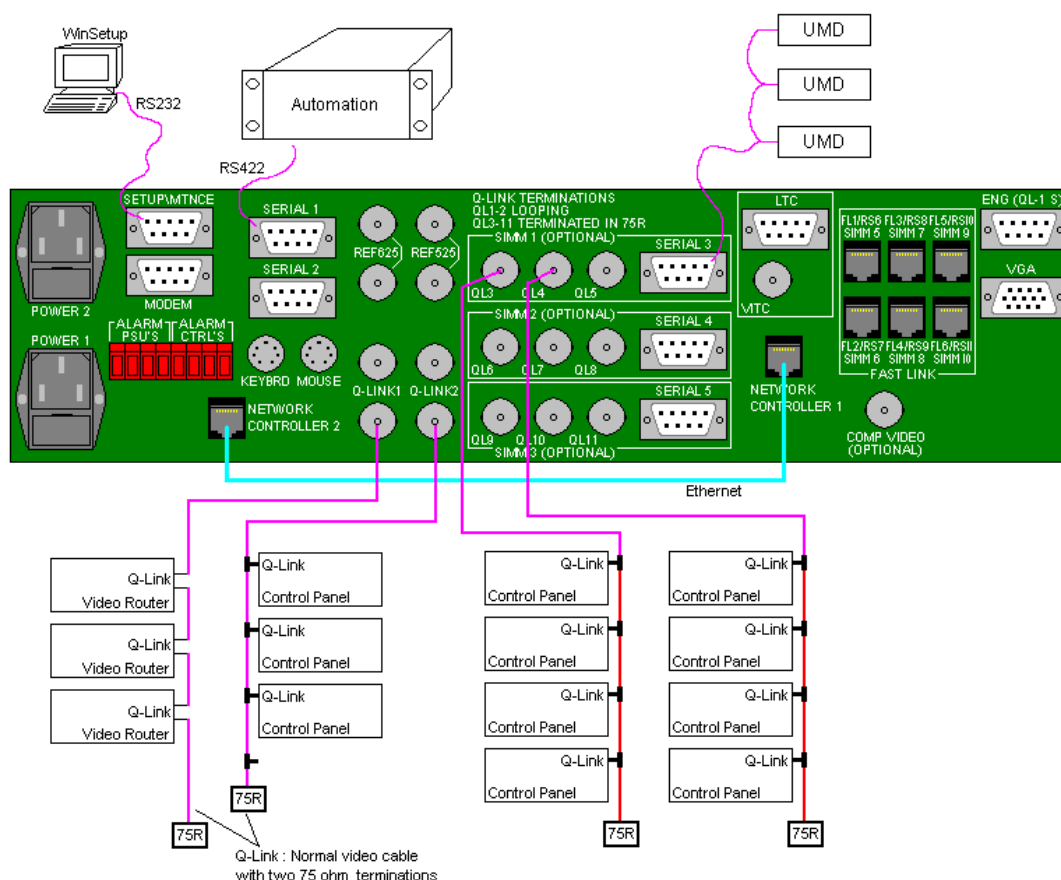 WinSetup
RS232
Automation
RS422
UMD
UMD
UMD
SETUP\MTNCE
MODEM
POWER 2
POWER 1
ALARM
PSU'S
ALARM
CTRL'S
SERIAL 1
SERIAL 2
KEYBRD
MOUSE
NETWORK
CONTROLLER 2
REF625
REF525
Q-LINK1
Q-LINK2
Q-LINK TERMINATIONS
QL1-2 LOOPING
QL3-11 TERMINATED IN 75R
SIMM 1 (OPTIONAL)
SERIAL 3
QL3
QL4
QL5
SIMM 2 (OPTIONAL)
SERIAL 4
QL6
QL7
QL8
SERIAL 5
QL9
QL10
QL11
SIMM 3 (OPTIONAL)
LTC
VITC
NETWORK
CONTROLLER 1
FL1/RS6 FL3/RS8 FL5/RS10
SIMM 5 SIMM 7 SIMM 9
FL2/RS7 FL4/RS9 FL6/RS11
SIMM 6 SIMM 8 SIMM 10
FAST LINK
ENG (QL-1 S)
VGA
COMP VIDEO
(OPTIONAL)
Ethernet
Q-Link
Video Router
Q-Link
Video Router
Q-Link
Video Router
75R
Q-Link
Control Panel
Q-Link
Control Panel
Q-Link
Control Panel
75R
Q-Link
Control Panel
Q-Link
Control Panel
Q-Link
Control Panel
Q-Link
Control Panel
75R
Q-Link
Control Panel
Q-Link
Control Panel
Q-Link
Control Panel
Q-Link
Control Panel
75R
Q-Link : Normal video cable
with two 75 ohm terminations